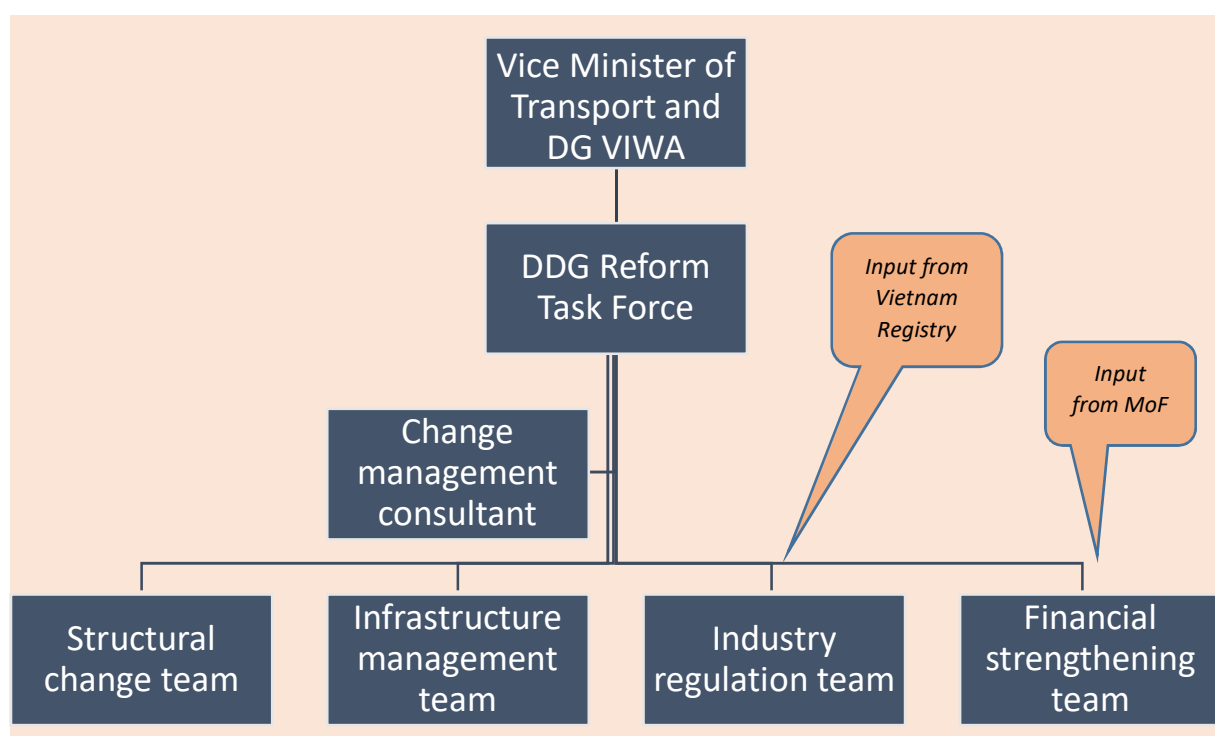 Vice Minister of
Transport and
DG VIWA
DDG Reform
Task Force
Input from
Vietnam
Registry
Input
from MoF
Change
management
consultant
Structural
change team
Infrastructure
management
team
Industry
regulation team
Financial
strengthening
team